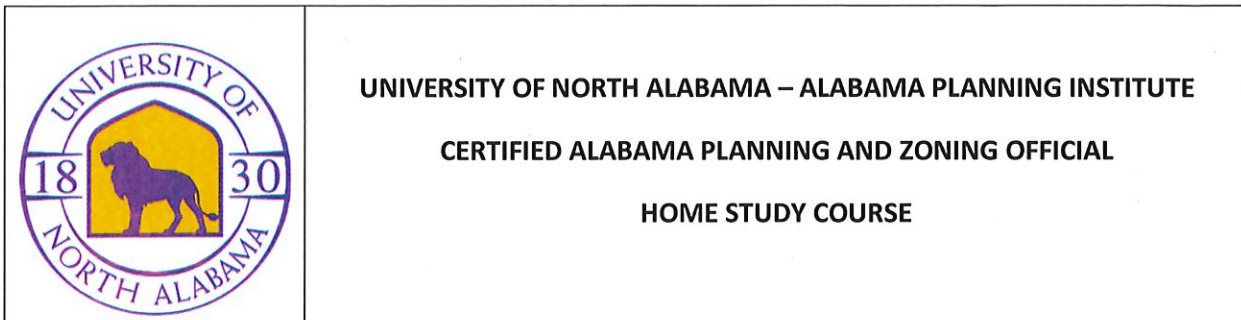 UNIVERSITY OF
18 30
NORTH ALABAMA
UNIVERSITY OF NORTH ALABAMA – ALABAMA PLANNING INSTITUTE
CERTIFIED ALABAMA PLANNING AND ZONING OFFICIAL
HOME STUDY COURSE